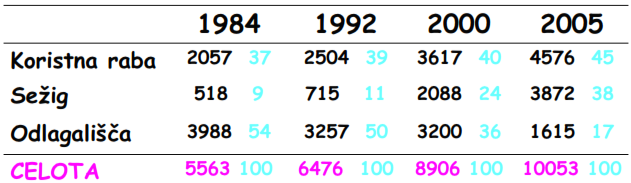 1984 1992 2000 2005
Koristna raba 2057 37 2504 39 3617 40 4576 45
Sežig 518 9 715 11 2088 24 3872 38
Odlagališča 3988 54 3257 50 3200 36 1615 17
CELOTA 5563 100 6476 100 8906 100 10053 100